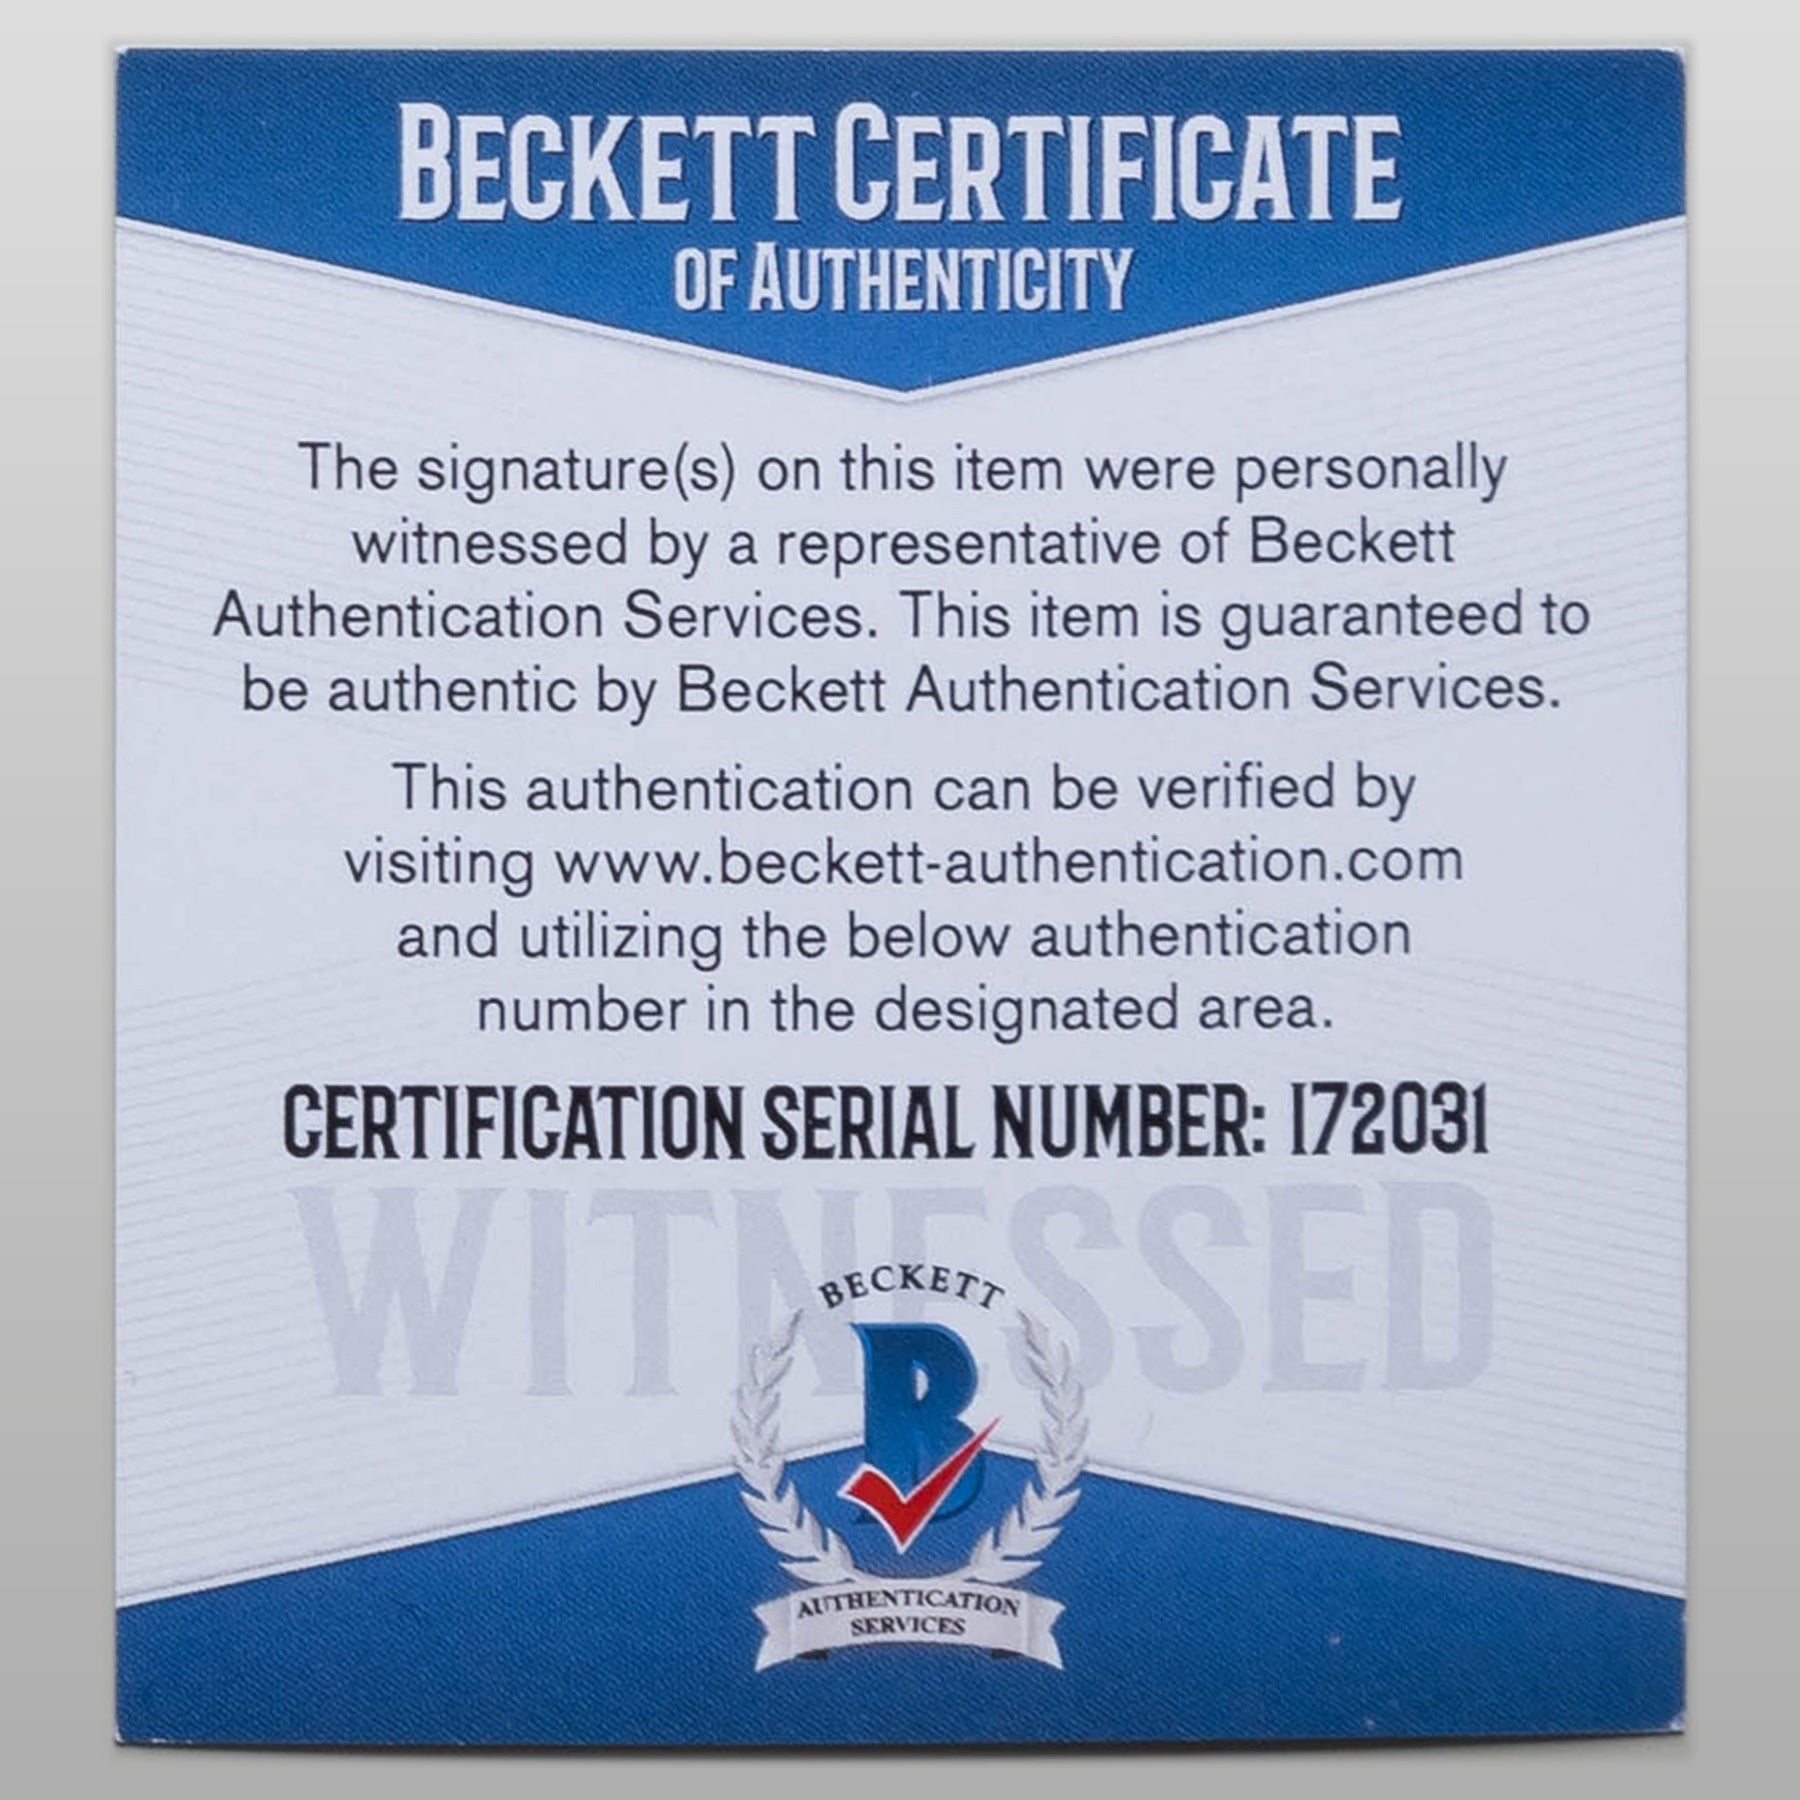 BECKETT CERTIFICATE
OF AUTHENTICITY
The signature(s) on this item were personally
witnessed by a representative of Beckett
Authentication Services. This item is guaranteed to
be authentic by Beckett Authentication Services.
This authentication can be verified by
visiting www.beckett-authentication.com
and utilizing the below authentication
number in the designated area.
CERTIFICATION SERIAL NUMBER: I72031
WITNESSED
BECKETT
B
AUTHENTICATION
SERVICES